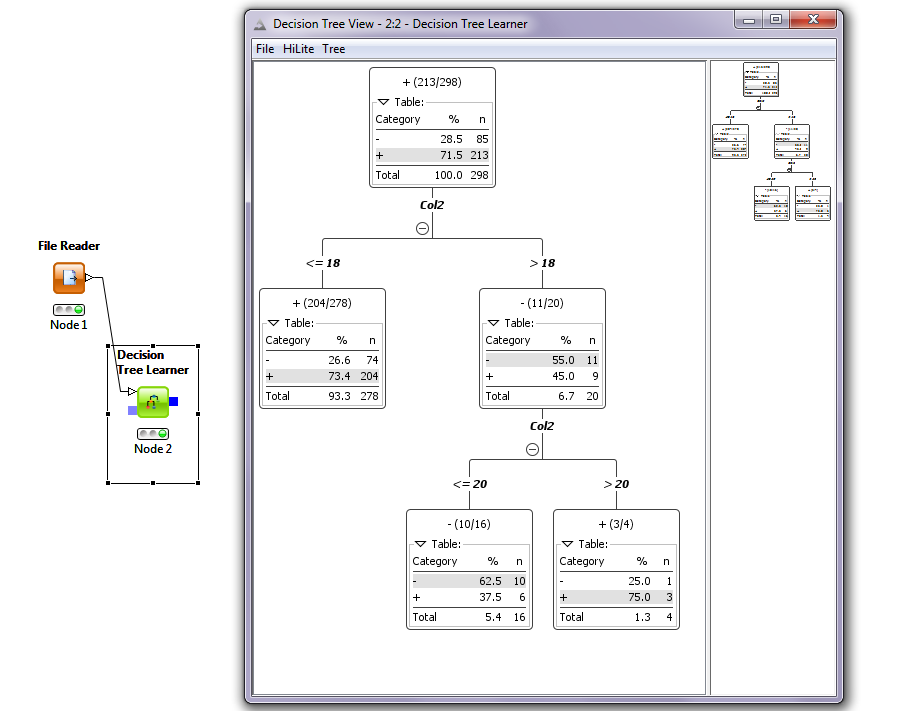 Decision Tree View - 2:2 - Decision Tree Learner
File HiLite Tree
File Reader
Node 1
Decision
Tree Learner
Node 2
+ (213/298)
Table:
Category % n
- 28.5 85
+ 71.5 213
Total 100.0 298
Col2
<= 18
> 18
+ (204/278)
Table:
Category % n
- 26.6 74
+ 73.4 204
Total 93.3 278
- (11/20)
Table:
Category % n
- 55.0 11
+ 45.0 9
Total 6.7 20
Col2
<= 20
> 20
- (10/16)
Table:
Category % n
- 62.5 10
+ 37.5 6
Total 5.4 16
+ (3/4)
Table:
Category % n
- 25.0 1
+ 75.0 3
Total 1.3 4